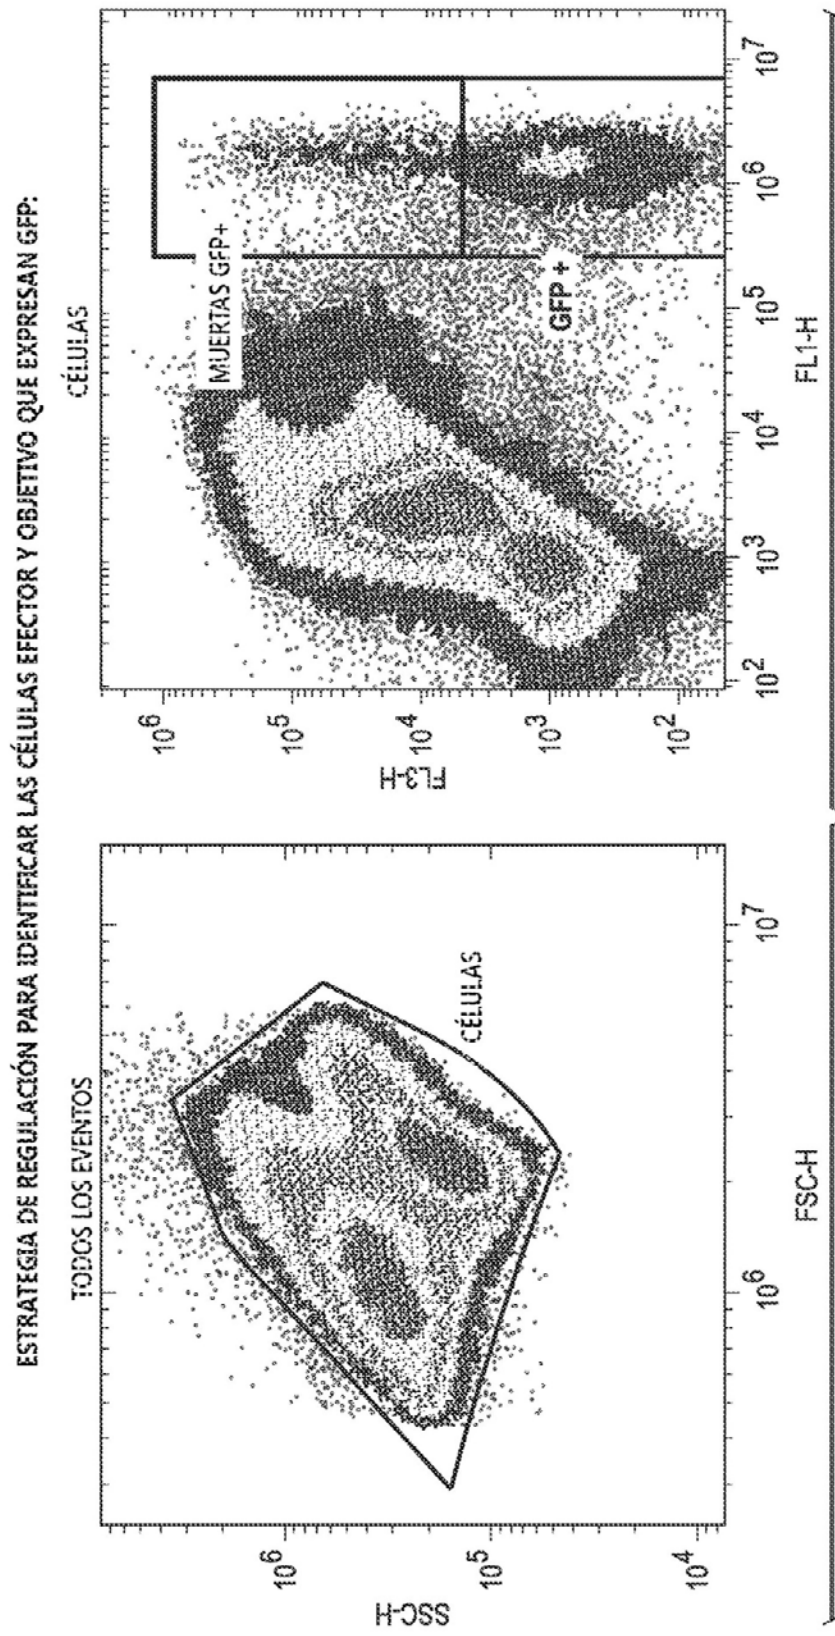 ESTRATEGIA DE REGULACIÓN PARA IDENTIFICAR LAS CÉLULAS EFECTOR Y OBJETIVO QUE EXPRESAN GFP:
TODOS LOS EVENTOS
SSC-H
10^6
10^5
10^4
CÉLULAS
10^6
10^7
FSC-H
CÉLULAS
FL3-H
10^6
10^5
10^4
10^3
10^2
MUERTAS GFP+
GFP +
10^2
10^3
10^4
10^5
10^6
10^7
FL1-H